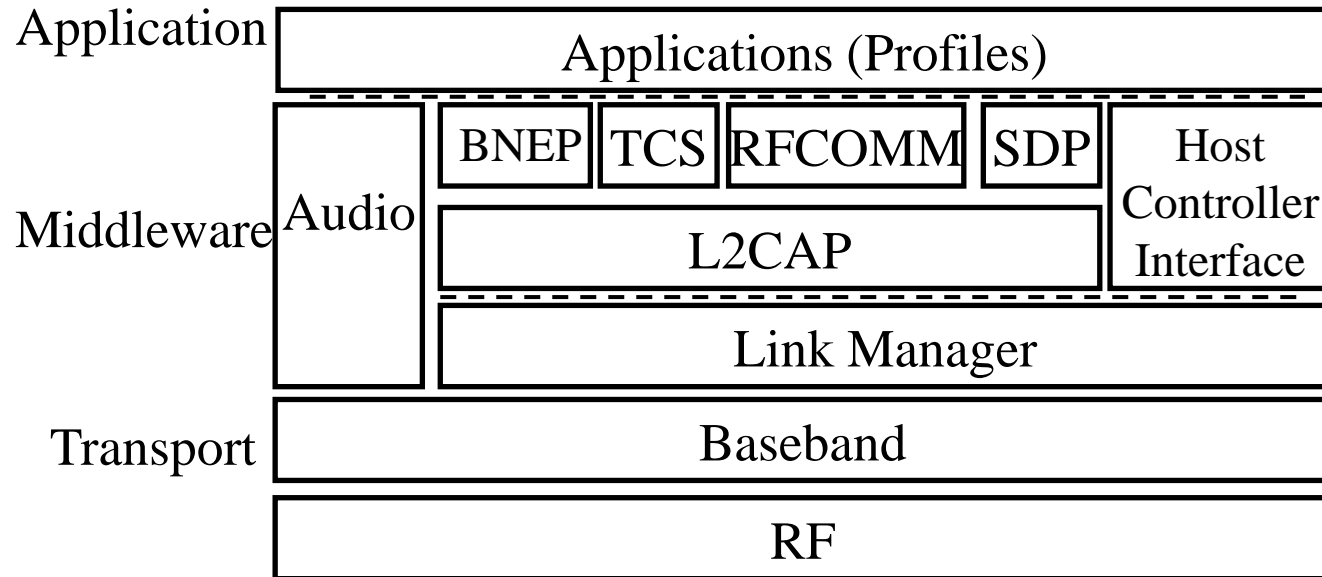 Application
Applications (Profiles)
BNEP
TCS
RFCOMM
SDP
Host
Controller
Interface
Middleware
Audio
L2CAP
Link Manager
Transport
Baseband
RF